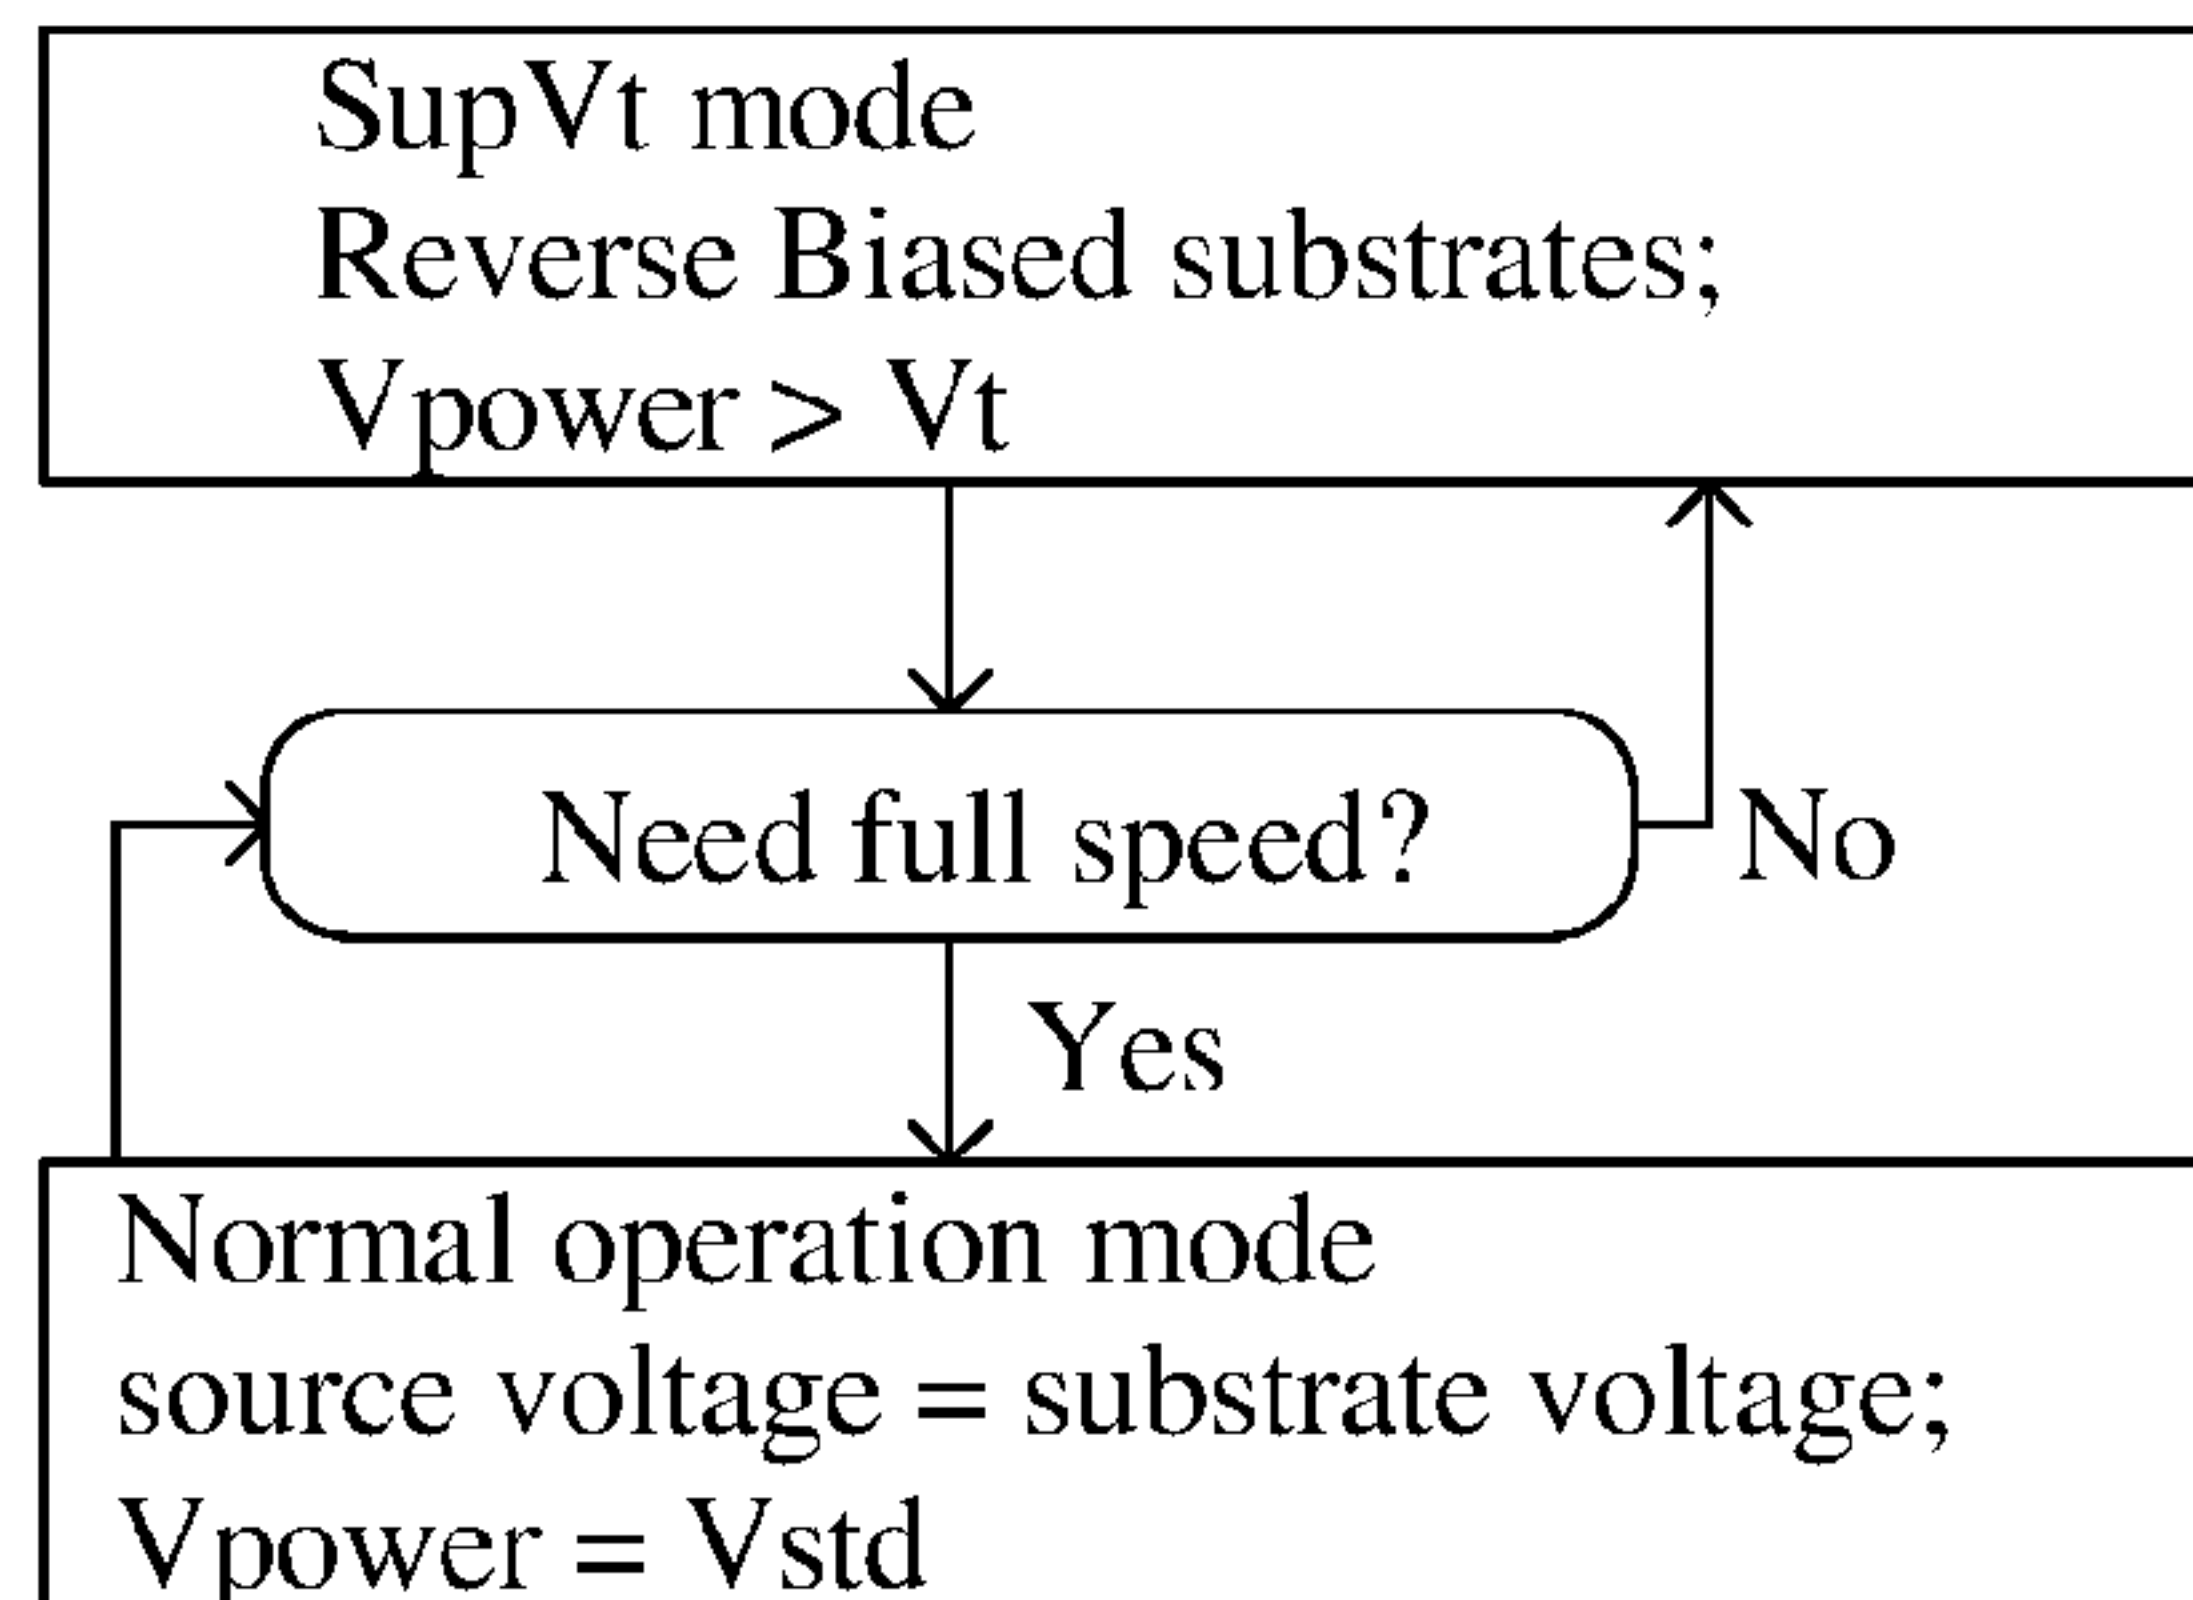 SupVt mode
Reverse Biased substrates;
Vpower > Vt
Need full speed?
No
Yes
Normal operation mode
source voltage = substrate voltage;
Vpower = Vstd